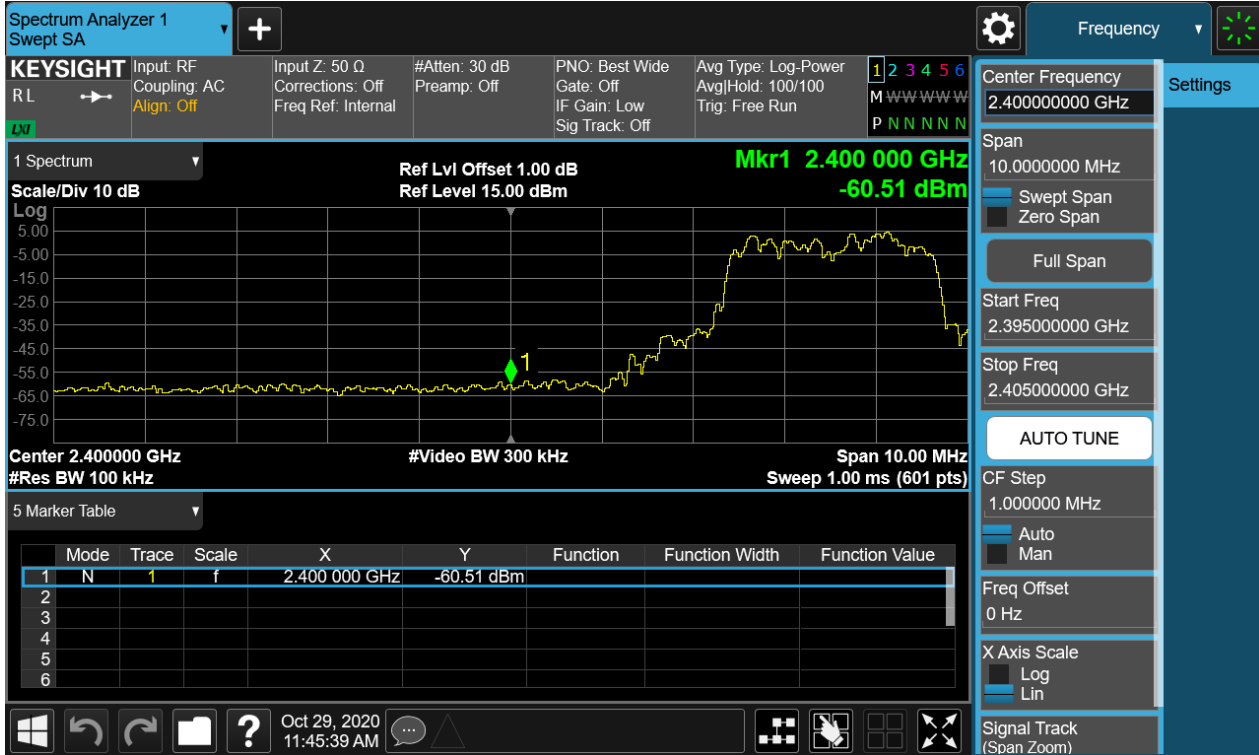 Spectrum Analyzer 1
Swept SA
+
Frequency
KEYSIGHT
R L
LXI
Input: RF
Coupling: AC
Align: Off
Input Z: 50 Ω
Corrections: Off
Freq Ref: Internal
#Atten: 30 dB
Preamp: Off
PNO: Best Wide
Gate: Off
IF Gain: Low
Sig Track: Off
Avg Type: Log-Power
Avg|Hold: 100/100
Trig: Free Run
1 2 3 4 5 6
M W W W W W
P N N N N N
1 Spectrum
Scale/Div 10 dB
Ref Lvl Offset 1.00 dB
Ref Level 15.00 dBm
Mkr1 2.400 000 GHz
-60.51 dBm
Log
5.00
-5.00
-15.0
-25.0
-35.0
-45.0
-55.0
-65.0
-75.0
1
Center 2.400000 GHz
#Res BW 100 kHz
#Video BW 300 kHz
Span 10.00 MHz
Sweep 1.00 ms (601 pts)
5 Marker Table
Mode Trace Scale X Y Function Function Width Function Value
1 N 1 f 2.400 000 GHz -60.51 dBm
2
3
4
5
6
?
Oct 29, 2020
11:45:39 AM
Center Frequency
2.400000000 GHz
Span
10.0000000 MHz
Swept Span
Zero Span
Full Span
Start Freq
2.395000000 GHz
Stop Freq
2.405000000 GHz
AUTO TUNE
CF Step
1.000000 MHz
Auto
Man
Freq Offset
0 Hz
X Axis Scale
Log
Lin
Signal Track
(Span Zoom)
Settings